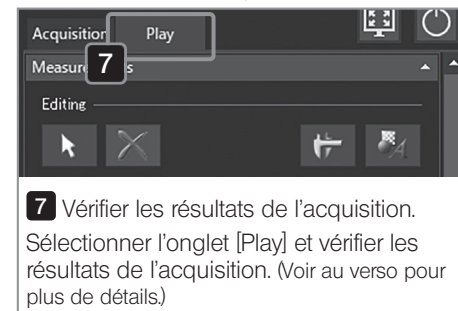 Acquisition Play
7
Measure s
Editing
7 Vérifier les résultats de l'acquisition.
Sélectionner l'onglet [Play] et vérifier les
résultats de l'acquisition. (Voir au verso pour
plus de détails.)